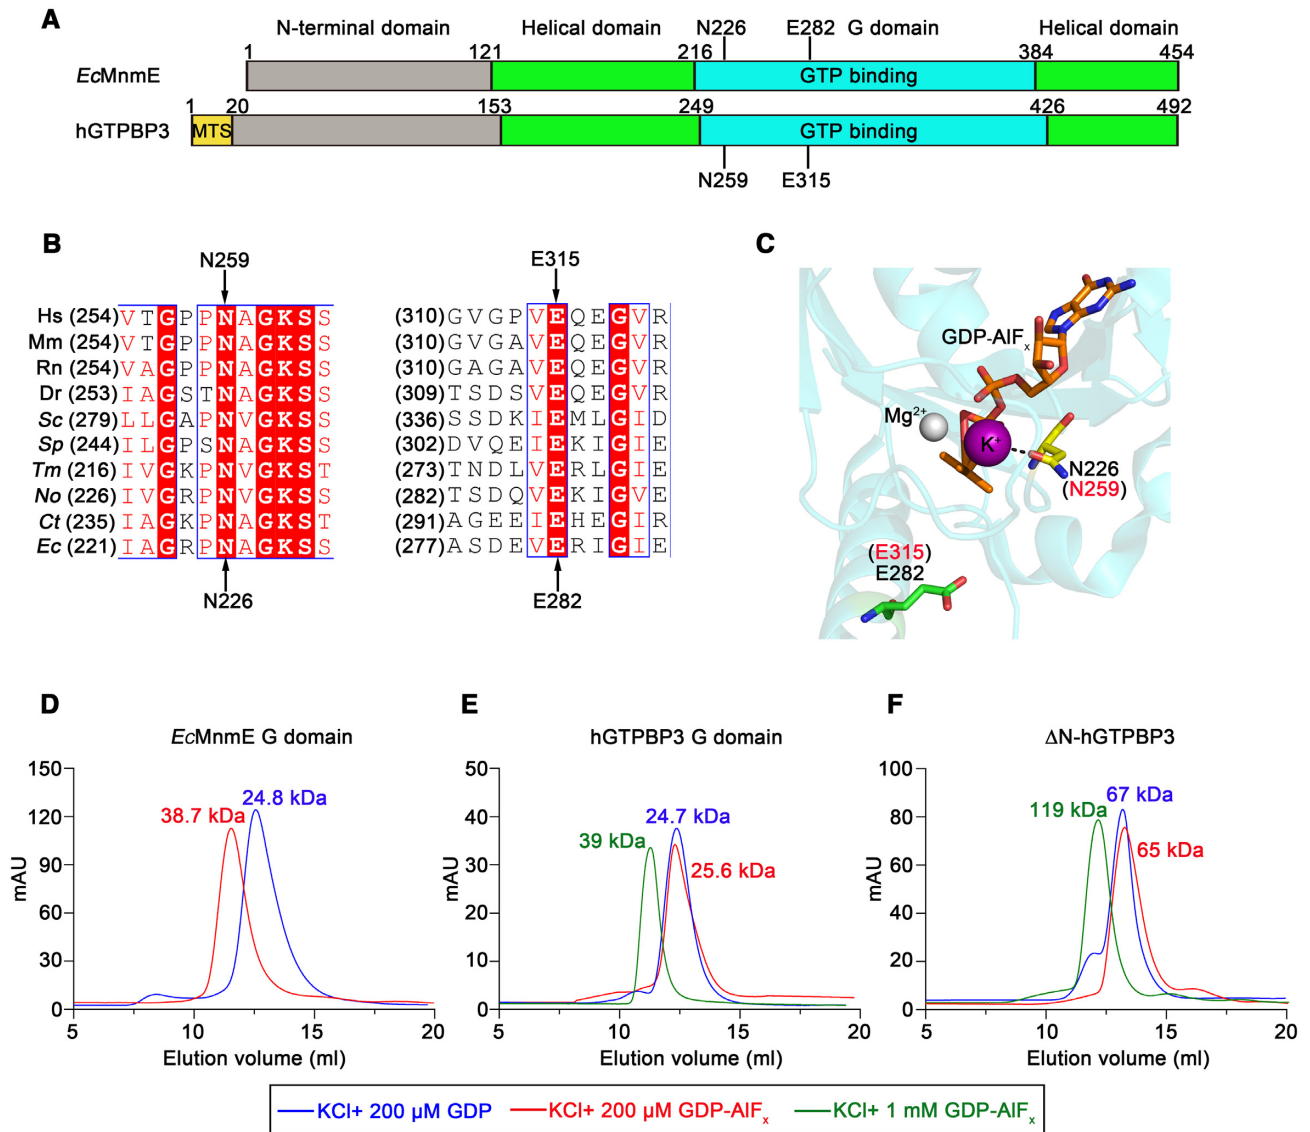 A
N-terminal domain Helical domain N226 E282 G domain Helical domain
1 121 216 384 454
EcMnmE GTP binding
1 20 153 249 426 492
hGTPBP3 MTS GTP binding
N259 E315
B
N259 E315
Hs (254) V T G P P N A G K S S (310) G V G P V E Q E G V R
Mm (254) V T G P P N A G K S S (310) G V G A V E Q E G V R
Rn (254) V A G P P N A G K S S (310) G A G A V E Q E G V R
Dr (253) I A G S T N A G K S S (309) T S D S V E Q E G V R
Sc (279) L L G A P N V G K S S (336) S S D K I E M L G I D
Sp (244) I L G P S N A G K S S (302) D V Q E I E K I G I E
Tm (216) I V G K P N V G K S T (273) T N D L V E R L G I E
No (226) I V G R P N V G K S S (282) T S D Q V E K I G V E
Ct (235) I A G K P N A G K S T (291) A G E E I E H E G I R
Ec (221) I A G R P N A G K S S (277) A S D E V E R I G I E
N226 E282
C
GDP-AlFx
Mg2+
K+
N226
(N259)
(E315)
E282
D
EcMnmE G domain
150
120
90
60
30
0
mAU
38.7 kDa
24.8 kDa
5 10 15 20
Elution volume (ml)
E
hGTPBP3 G domain
50
40
30
20
10
0
mAU
24.7 kDa
39 kDa
25.6 kDa
5 10 15 20
Elution volume (ml)
F
ΔN-hGTPBP3
100
80
60
40
20
0
mAU
67 kDa
119 kDa
65 kDa
5 10 15 20
Elution volume (ml)
KCl+ 200 µM GDP KCl+ 200 µM GDP-AlFx KCl+ 1 mM GDP-AlFx